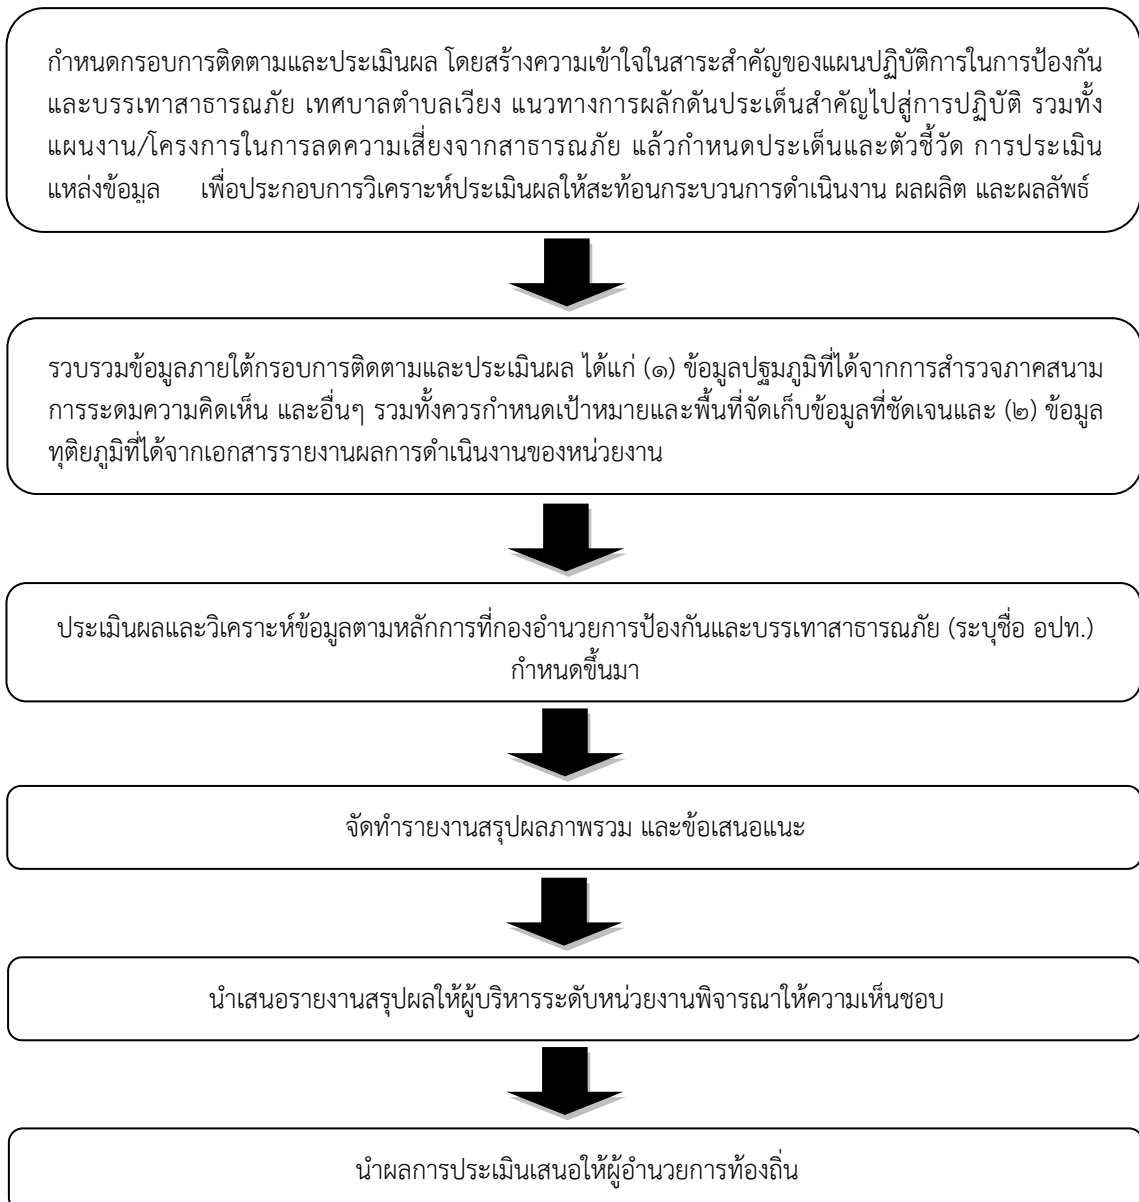 กำหนดกรอบการติดตามและประเมินผล โดยสร้างความเข้าใจในสาระสำคัญของแผนปฏิบัติการในการป้องกัน
และบรรเทาสาธารณภัย เทศบาลตำบลเวียง แนวทางการผลักดันประเด็นสำคัญไปสู่การปฏิบัติ รวมทั้ง
แผนงาน/โครงการในการลดความเสี่ยงจากสาธารณภัย แล้วกำหนดประเด็นและตัวชี้วัด การประเมิน
แหล่งข้อมูล เพื่อประกอบการวิเคราะห์ประเมินผลให้สะท้อนกระบวนการดำเนินงาน ผลผลิต และผลลัพธ์
รวบรวมข้อมูลภายใต้กรอบการติดตามและประเมินผล ได้แก่ (๑) ข้อมูลปฐมภูมิที่ได้จากการสำรวจภาคสนาม
การระดมความคิดเห็น และอื่นๆ รวมทั้งควรกำหนดเป้าหมายและพื้นที่จัดเก็บข้อมูลที่ชัดเจนและ (๒) ข้อมูล
ทุติยภูมิที่ได้จากเอกสารรายงานผลการดำเนินงานของหน่วยงาน
ประเมินผลและวิเคราะห์ข้อมูลตามหลักการที่กองอำนวยการป้องกันและบรรเทาสาธารณภัย (ระบุชื่อ อปท.)
กำหนดขึ้นมา
จัดทำรายงานสรุปผลภาพรวม และข้อเสนอแนะ
นำเสนอรายงานสรุปผลให้ผู้บริหารระดับหน่วยงานพิจารณาให้ความเห็นชอบ
นำผลการประเมินเสนอให้ผู้อำนวยการท้องถิ่น